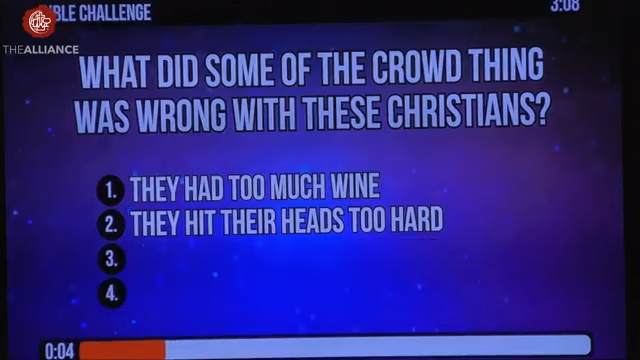 BIBLE CHALLENGE
3:08
THEALLIANCE
WHAT DID SOME OF THE CROWD THING
WAS WRONG WITH THESE CHRISTIANS?
1. THEY HAD TOO MUCH WINE
2. THEY HIT THEIR HEADS TOO HARD
3.
4.
0:04